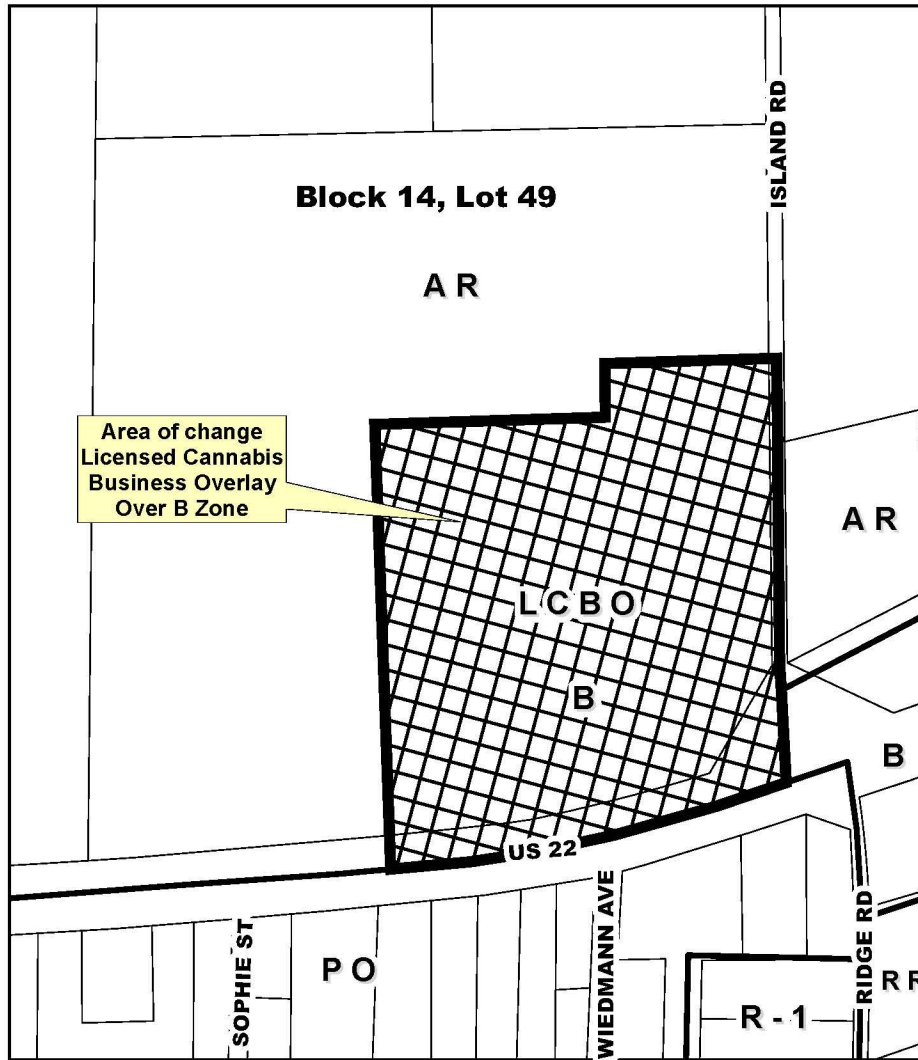 ISLAND RD
Block 14, Lot 49
A R
Area of change
Licensed Cannabis
Business Overlay
Over B Zone
A R
L C B O
B
B
US 22
WIEDMANN AVE
SOPHIE ST
P O
RIDGE RD
R R
R - 1